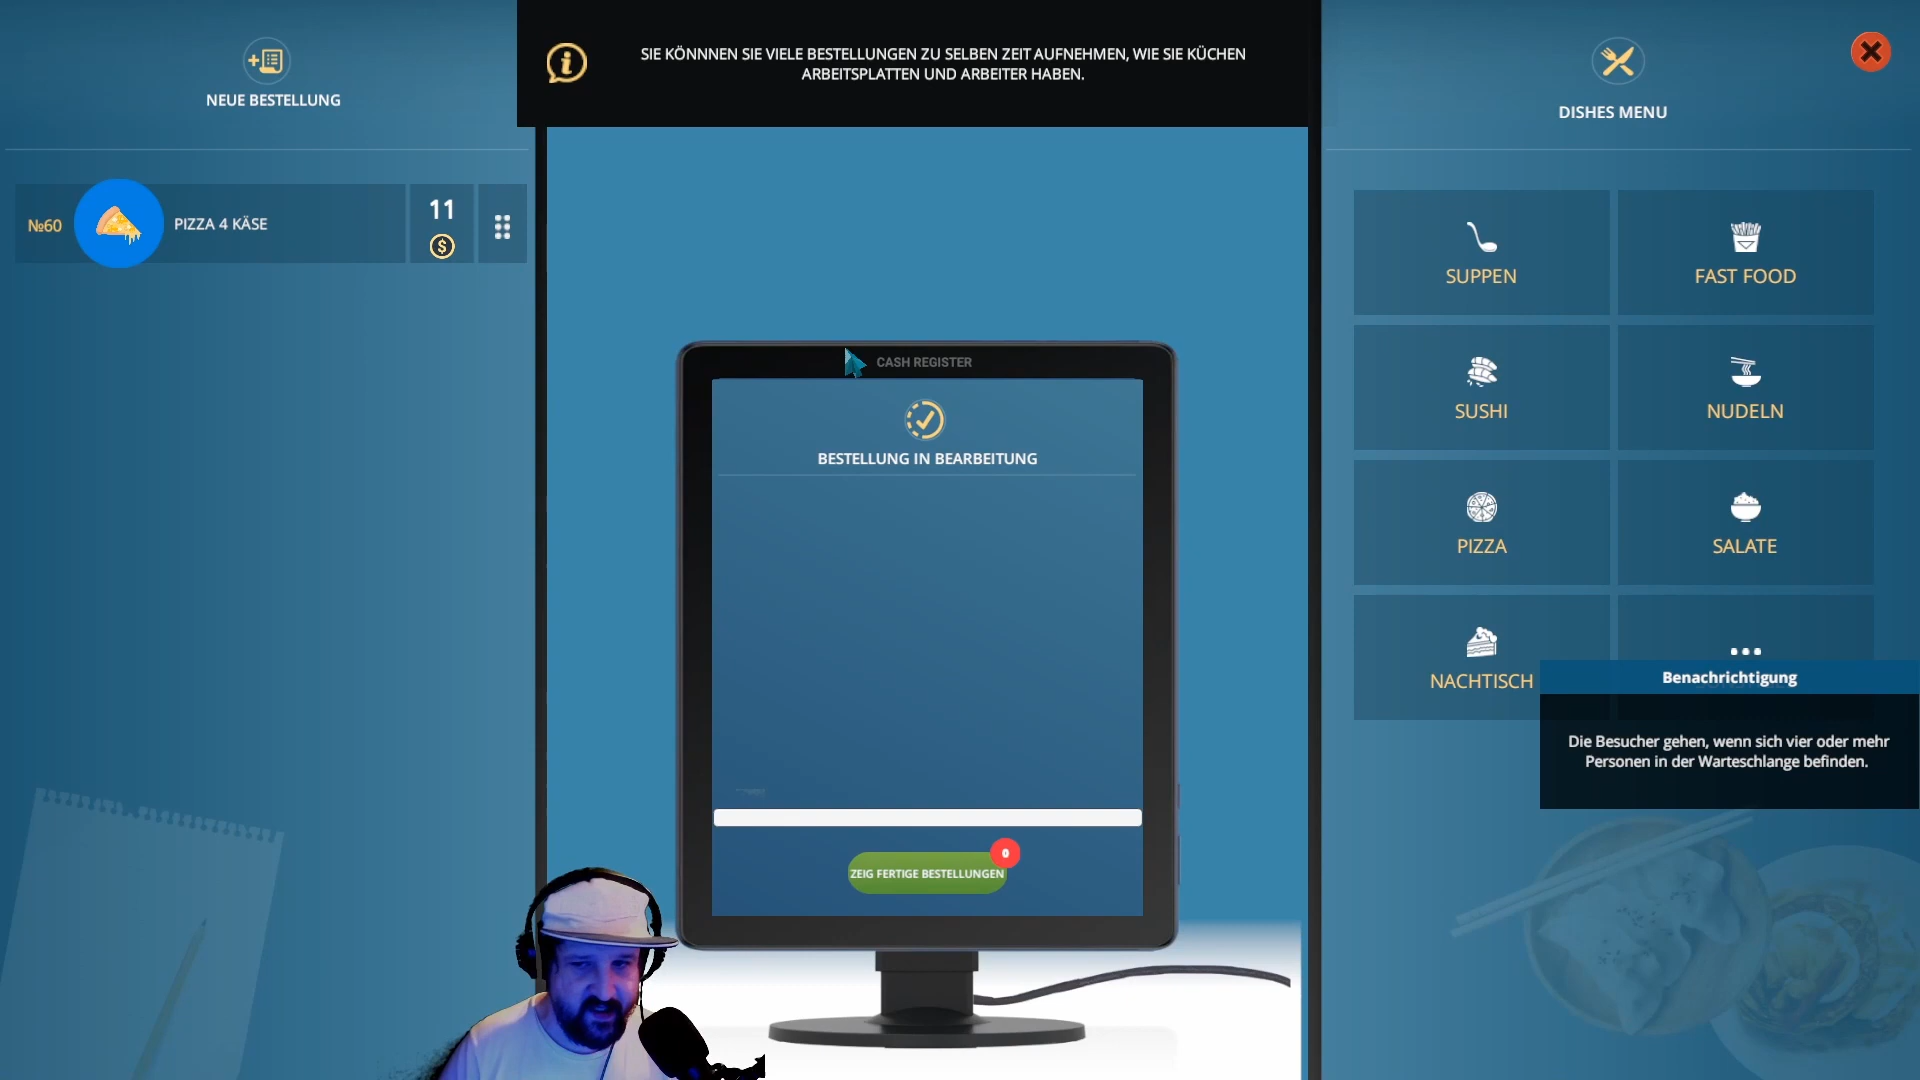 NEUE BESTELLUNG
№60
PIZZA 4 KÄSE
11
SIE KÖNNNEN SIE VIELE BESTELLUNGEN ZU SELBEN ZEIT AUFNEHMEN, WIE SIE KÜCHEN
ARBEITSPLATTEN UND ARBEITER HABEN.
CASH REGISTER
BESTELLUNG IN BEARBEITUNG
0
ZEIG FERTIGE BESTELLUNGEN
DISHES MENU
SUPPEN
FAST FOOD
SUSHI
NUDELN
PIZZA
SALATE
NACHTISCH
Benachrichtigung
Die Besucher gehen, wenn sich vier oder mehr
Personen in der Warteschlange befinden.